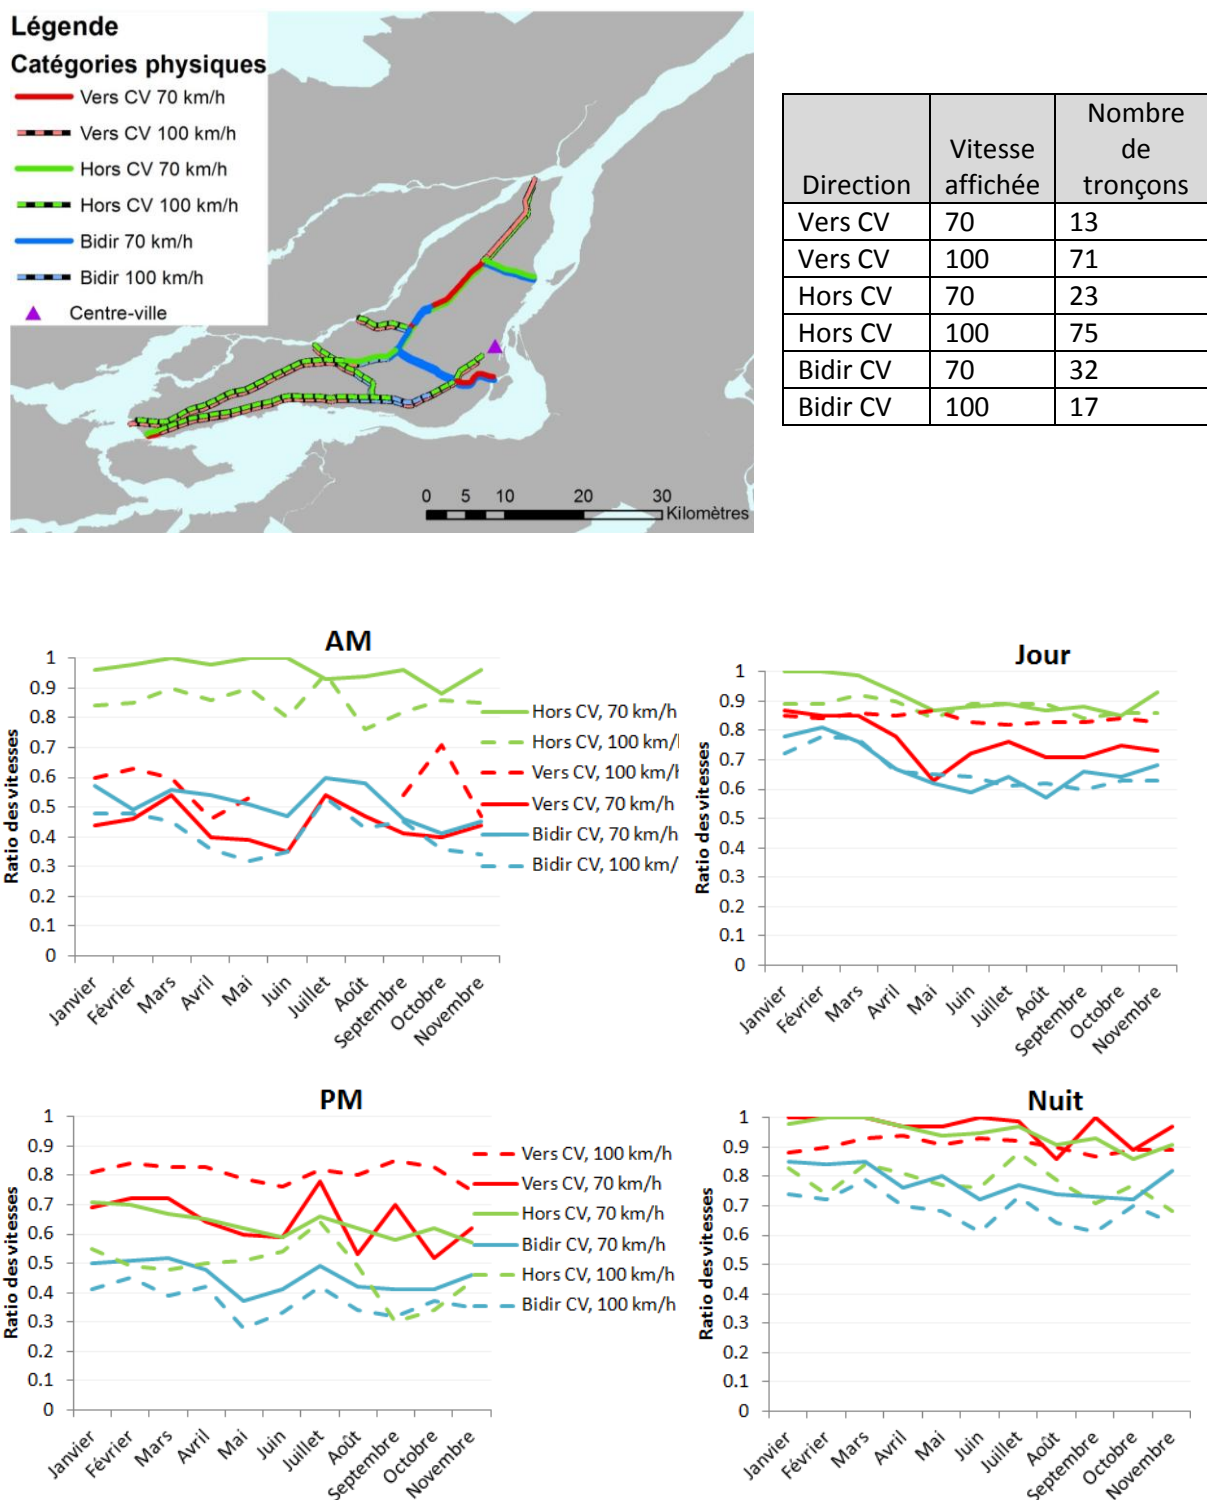 Légende
Catégories physiques
Vers CV 70 km/h
Vers CV 100 km/h
Hors CV 70 km/h
Hors CV 100 km/h
Bidir 70 km/h
Bidir 100 km/h
Centre-ville
0 5 10 20 30
Kilomètres
Direction Vitesse affichée Nombre de tronçons
Vers CV 70 13
Vers CV 100 71
Hors CV 70 23
Hors CV 100 75
Bidir CV 70 32
Bidir CV 100 17
AM
Ratio des vitesses
1
0.9
0.8
0.7
0.6
0.5
0.4
0.3
0.2
0.1
0
Janvier Février Mars Avril Mai Juin Juillet Août Septembre Octobre Novembre
Hors CV, 70 km/h
Hors CV, 100 km/h
Vers CV, 100 km/h
Vers CV, 70 km/h
Bidir CV, 70 km/h
Bidir CV, 100 km/
Jour
Ratio des vitesses
1
0.9
0.8
0.7
0.6
0.5
0.4
0.3
0.2
0.1
0
Janvier Février Mars Avril Mai Juin Juillet Août Septembre Octobre Novembre
PM
Ratio des vitesses
1
0.9
0.8
0.7
0.6
0.5
0.4
0.3
0.2
0.1
0
Janvier Février Mars Avril Mai Juin Juillet Août Septembre Octobre Novembre
Vers CV, 100 km/h
Vers CV, 70 km/h
Hors CV, 70 km/h
Bidir CV, 70 km/h
Hors CV, 100 km/h
Bidir CV, 100 km/h
Nuit
Ratio des vitesses
1
0.9
0.8
0.7
0.6
0.5
0.4
0.3
0.2
0.1
0
Janvier Février Mars Avril Mai Juin Juillet Août Septembre Octobre Novembre